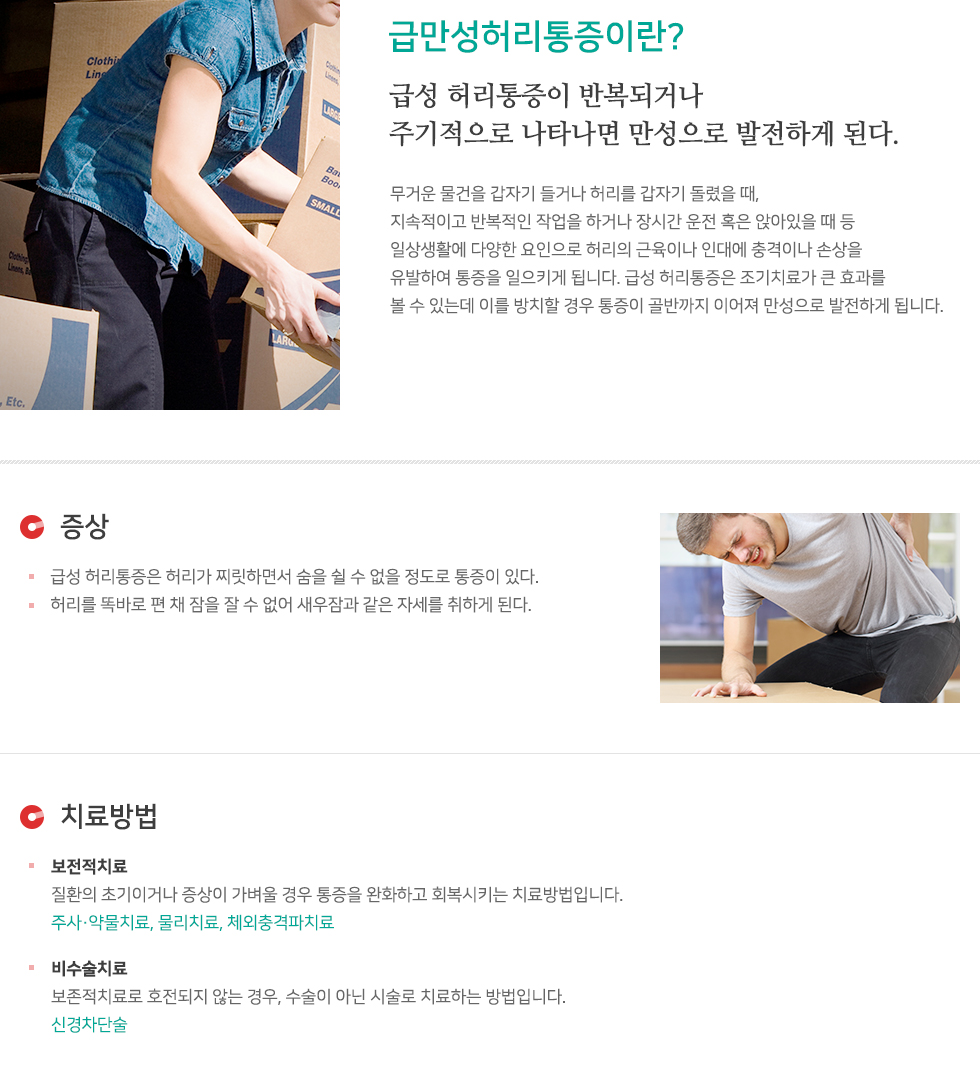 급만성허리통증이란?
급성 허리통증이 반복되거나
주기적으로 나타나면 만성으로 발전하게 된다.
무거운 물건을 갑자기 들거나 허리를 갑자기 돌렸을 때,
지속적이고 반복적인 작업을 하거나 장시간 운전 혹은 앉아있을 때 등
일상생활에 다양한 요인으로 허리의 근육이나 인대에 충격이나 손상을
유발하여 통증을 일으키게 됩니다. 급성 허리통증은 조기치료가 큰 효과를
볼 수 있는데 이를 방치할 경우 통증이 골반까지 이어져 만성으로 발전하게 됩니다.
SMALL
, Etc.
증상
급성 허리통증은 허리가 찌릿하면서 숨을 쉴 수 없을 정도로 통증이 있다.
허리를 똑바로 편 채 잠을 잘 수 없어 새우잠과 같은 자세를 취하게 된다.
치료방법
보전적치료
질환의 초기이거나 증상이 가벼울 경우 통증을 완화하고 회복시키는 치료방법입니다.
주사·약물치료, 물리치료, 체외충격파치료
비수술치료
보존적치료로 호전되지 않는 경우, 수술이 아닌 시술로 치료하는 방법입니다.
신경차단술